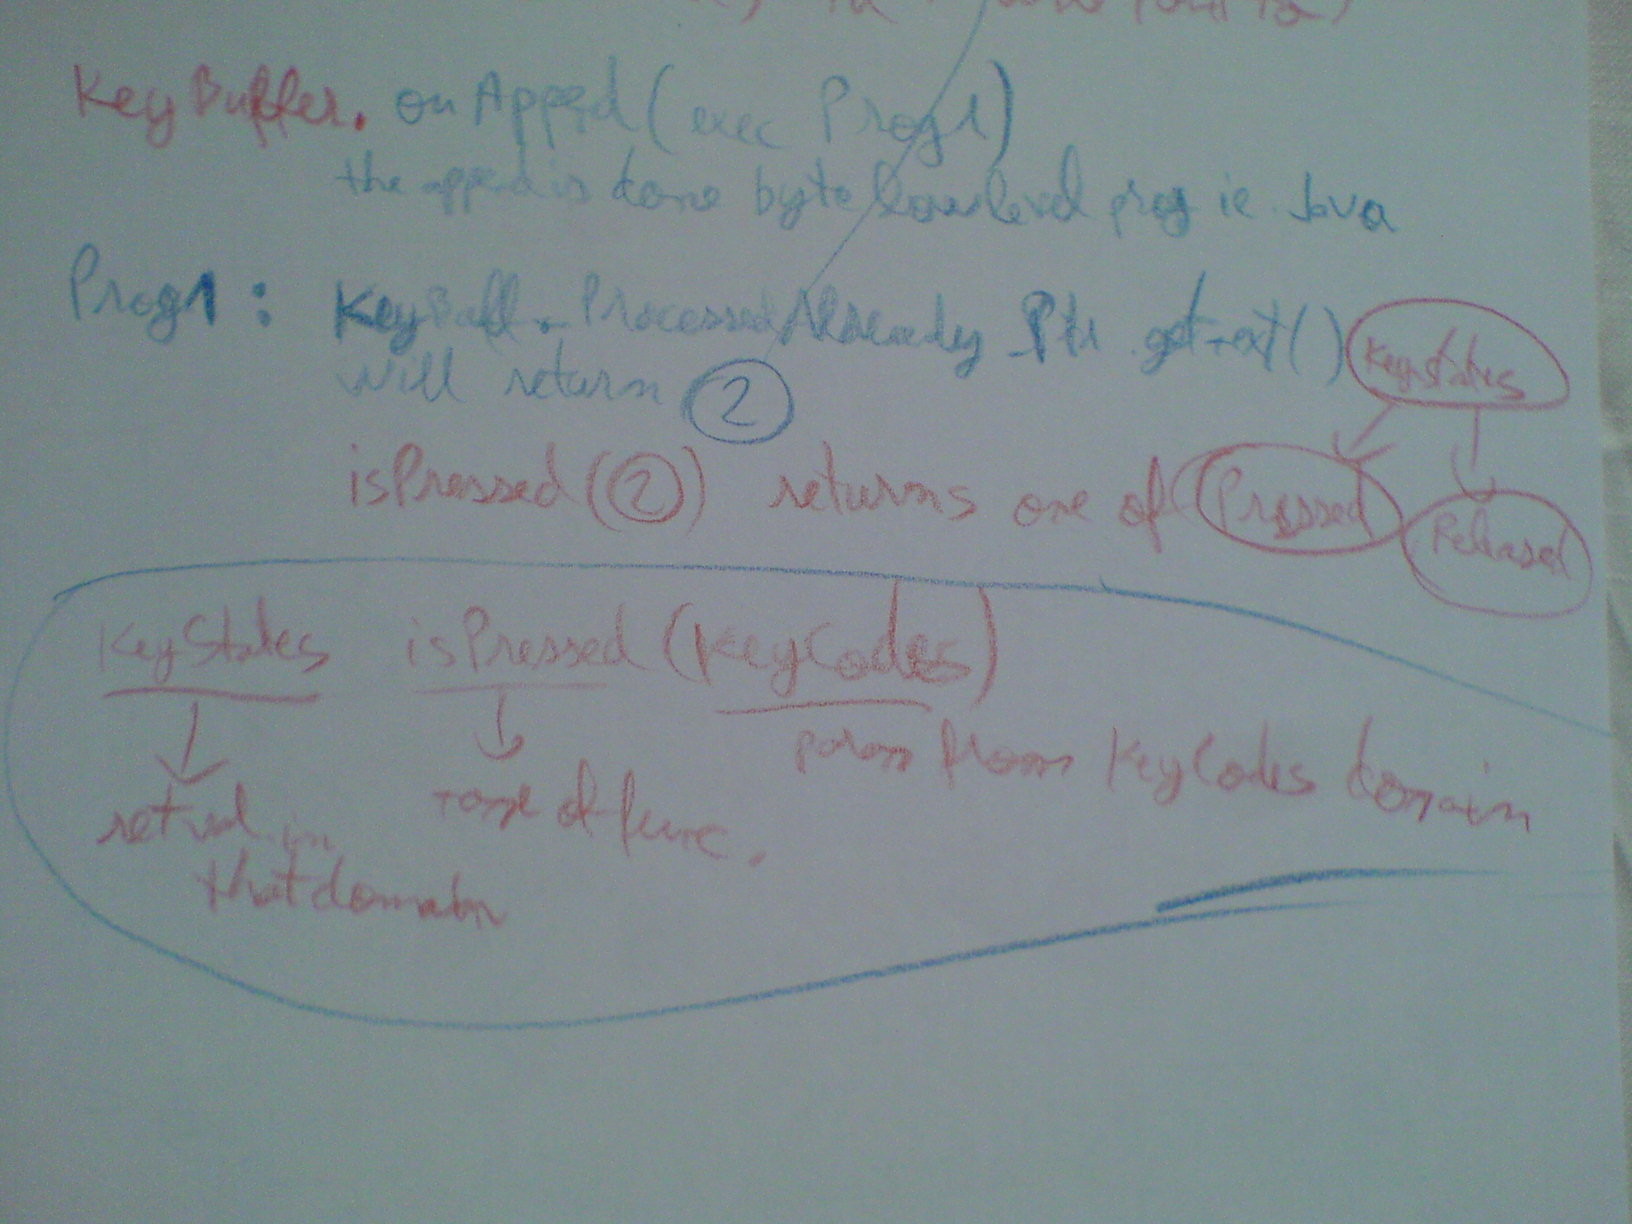 KeyBuffer. onAppend(exec Prog1)
the append is done by the lowlevel prog ie. Java
Prog1: KeyBuff. ProcessedAlready_Ptr.getnext()
will return 2
KeyStates
isPressed(2) returns one of Pressed Released
KeyStates isPressed (KeyCodes)
param from KeyCodes domain
name of func.
retval in
that domain